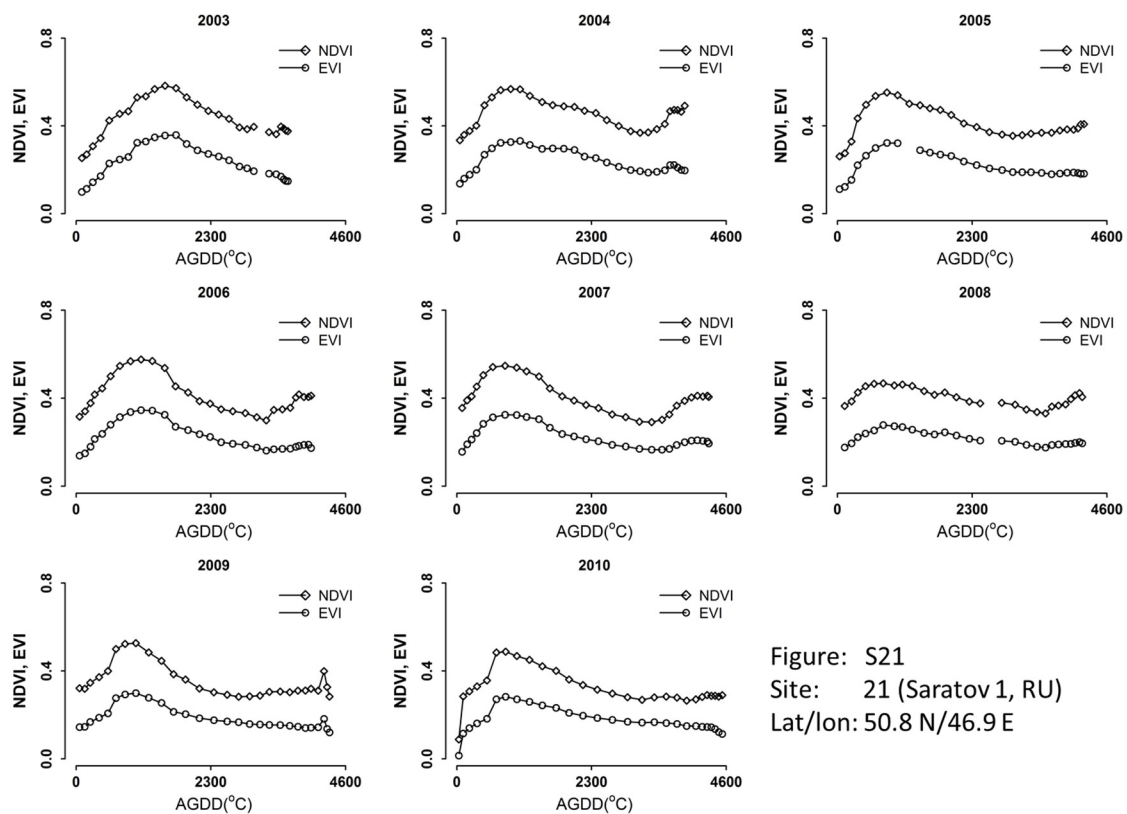 2003
0.8
0.4
0.0
NDVI, EVI
NDVI
EVI
0 2300 4600
AGDD(°C)
2004
0.8
0.4
0.0
NDVI, EVI
NDVI
EVI
0 2300 4600
AGDD(°C)
2005
0.8
0.4
0.0
NDVI, EVI
NDVI
EVI
0 2300 4600
AGDD(°C)
2006
0.8
0.4
0.0
NDVI, EVI
NDVI
EVI
0 2300 4600
AGDD(°C)
2007
0.8
0.4
0.0
NDVI, EVI
NDVI
EVI
0 2300 4600
AGDD(°C)
2008
0.8
0.4
0.0
NDVI, EVI
NDVI
EVI
0 2300 4600
AGDD(°C)
2009
0.8
0.4
0.0
NDVI, EVI
NDVI
EVI
0 2300 4600
AGDD(°C)
2010
0.8
0.4
0.0
NDVI, EVI
NDVI
EVI
0 2300 4600
AGDD(°C)
Figure: S21
Site: 21 (Saratov 1, RU)
Lat/lon: 50.8 N/46.9 E